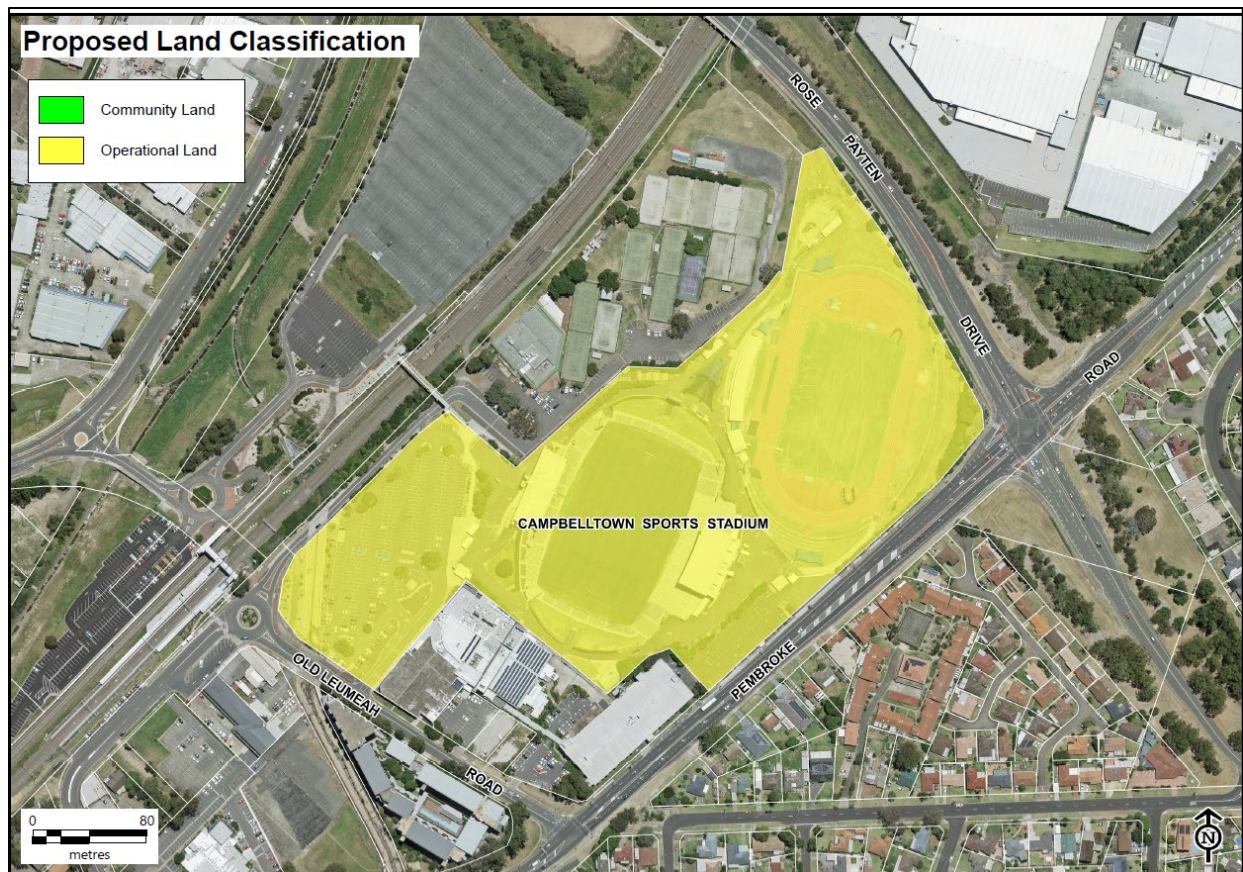 Proposed Land Classification
Community Land
Operational Land
ROSE
PAYTEN
DRIVE
ROAD
CAMPBELLTOWN SPORTS STADIUM
PEMBROKE
OLD LEUMEAH
ROAD
0 80
metres
N